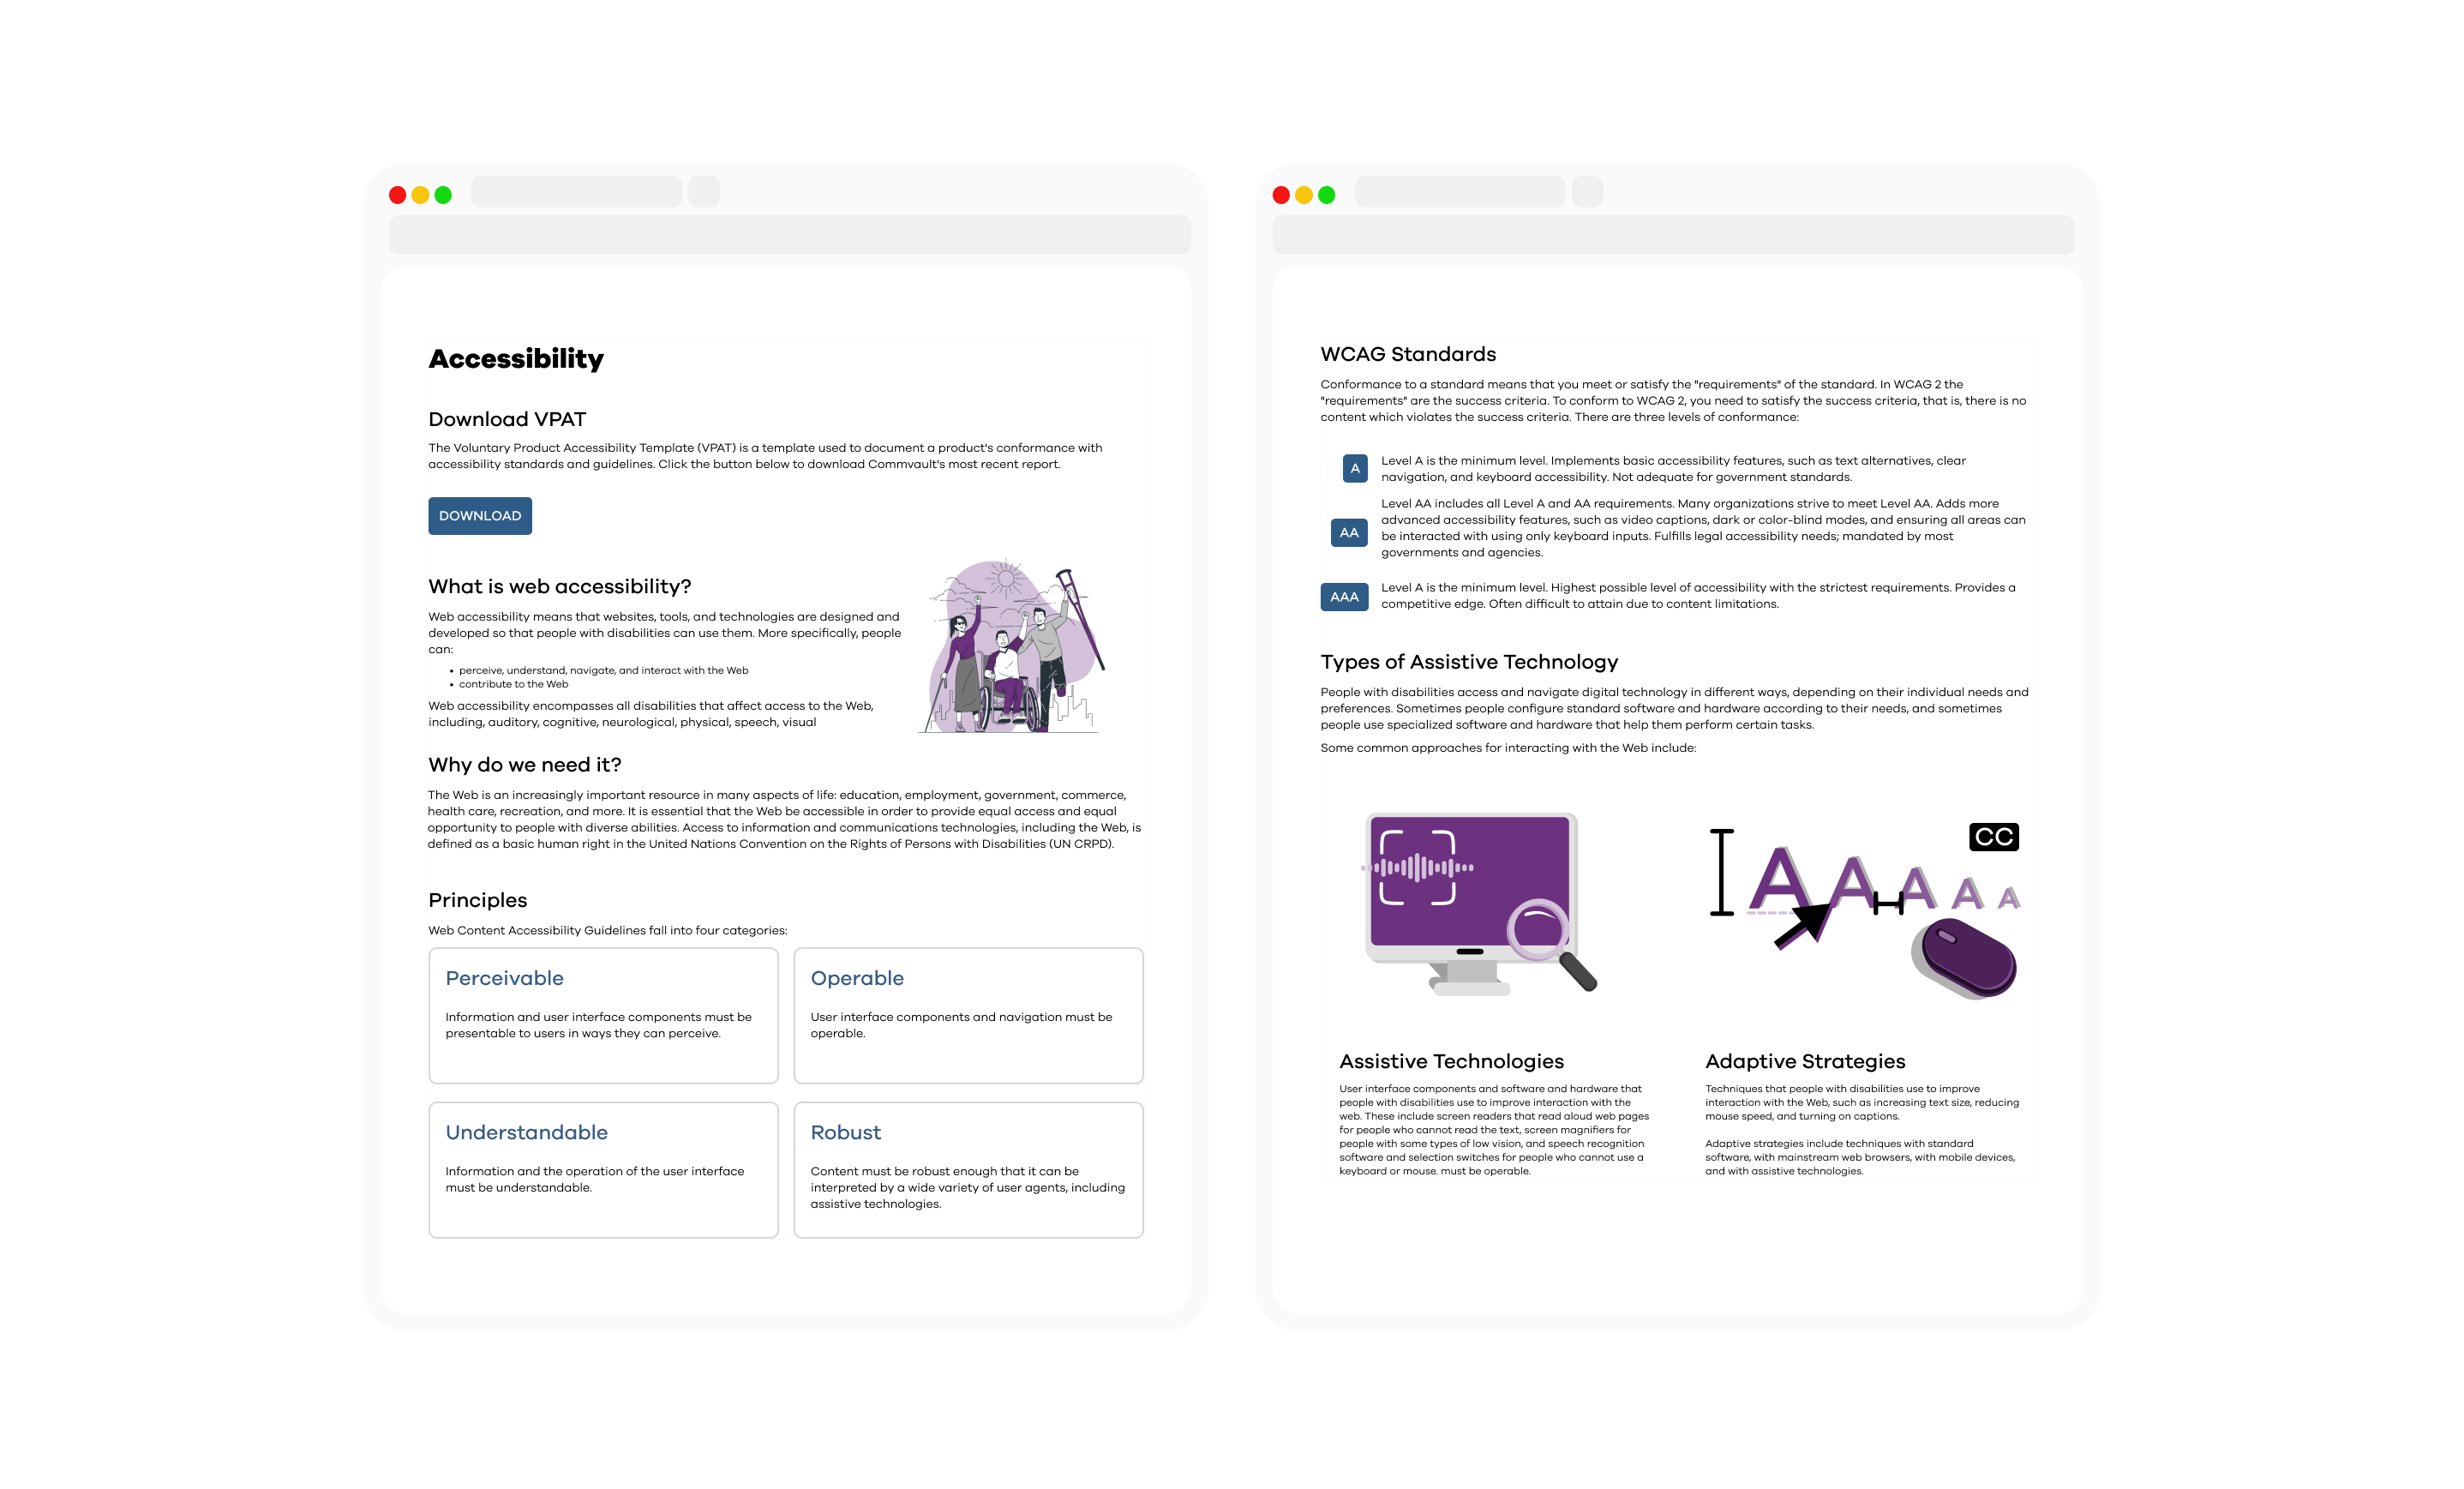 Accessibility
Download VPAT
The Voluntary Product Accessibility Template (VPAT) is a template used to document a product's conformance with
accessibility standards and guidelines. Click the button below to download Commvault's most recent report.
DOWNLOAD
What is web accessibility?
Web accessibility means that websites, tools, and technologies are designed and
developed so that people with disabilities can use them. More specifically, people
can:
• perceive, understand, navigate, and interact with the Web
• contribute to the Web
Web accessibility encompasses all disabilities that affect access to the Web,
including, auditory, cognitive, neurological, physical, speech, visual
Why do we need it?
The Web is an increasingly important resource in many aspects of life: education, employment, government, commerce,
health care, recreation, and more. It is essential that the Web be accessible in order to provide equal access and equal
opportunity to people with diverse abilities. Access to information and communications technologies, including the Web, is
defined as a basic human right in the United Nations Convention on the Rights of Persons with Disabilities (UN CRPD).
Principles
Web Content Accessibility Guidelines fall into four categories:
Perceivable
Information and user interface components must be
presentable to users in ways they can perceive.
Operable
User interface components and navigation must be
operable.
Understandable
Information and the operation of the user interface
must be understandable.
Robust
Content must be robust enough that it can be
interpreted by a wide variety of user agents, including
assistive technologies.
WCAG Standards
Conformance to a standard means that you meet or satisfy the "requirements" of the standard. In WCAG 2 the
"requirements" are the success criteria. To conform to WCAG 2, you need to satisfy the success criteria, that is, there is no
content which violates the success criteria. There are three levels of conformance:
A
Level A is the minimum level. Implements basic accessibility features, such as text alternatives, clear
navigation, and keyboard accessibility. Not adequate for government standards.
AA
Level AA includes all Level A and AA requirements. Many organizations strive to meet Level AA. Adds more
advanced accessibility features, such as video captions, dark or color-blind modes, and ensuring all areas can
be interacted with using only keyboard inputs. Fulfills legal accessibility needs; mandated by most
governments and agencies.
AAA
Level A is the minimum level. Highest possible level of accessibility with the strictest requirements. Provides a
competitive edge. Often difficult to attain due to content limitations.
Types of Assistive Technology
People with disabilities access and navigate digital technology in different ways, depending on their individual needs and
preferences. Sometimes people configure standard software and hardware according to their needs, and sometimes
people use specialized software and hardware that help them perform certain tasks.
Some common approaches for interacting with the Web include:
CC
A A A A A
Assistive Technologies
User interface components and software and hardware that
people with disabilities use to improve interaction with the
web. These include screen readers that read aloud web pages
for people who cannot read the text, screen magnifiers for
people with some types of low vision, and speech recognition
software and selection switches for people who cannot use a
keyboard or mouse. must be operable.
Adaptive Strategies
Techniques that people with disabilities use to improve
interaction with the Web, such as increasing text size, reducing
mouse speed, and turning on captions.
Adaptive strategies include techniques with standard
software, with mainstream web browsers, with mobile devices,
and with assistive technologies.